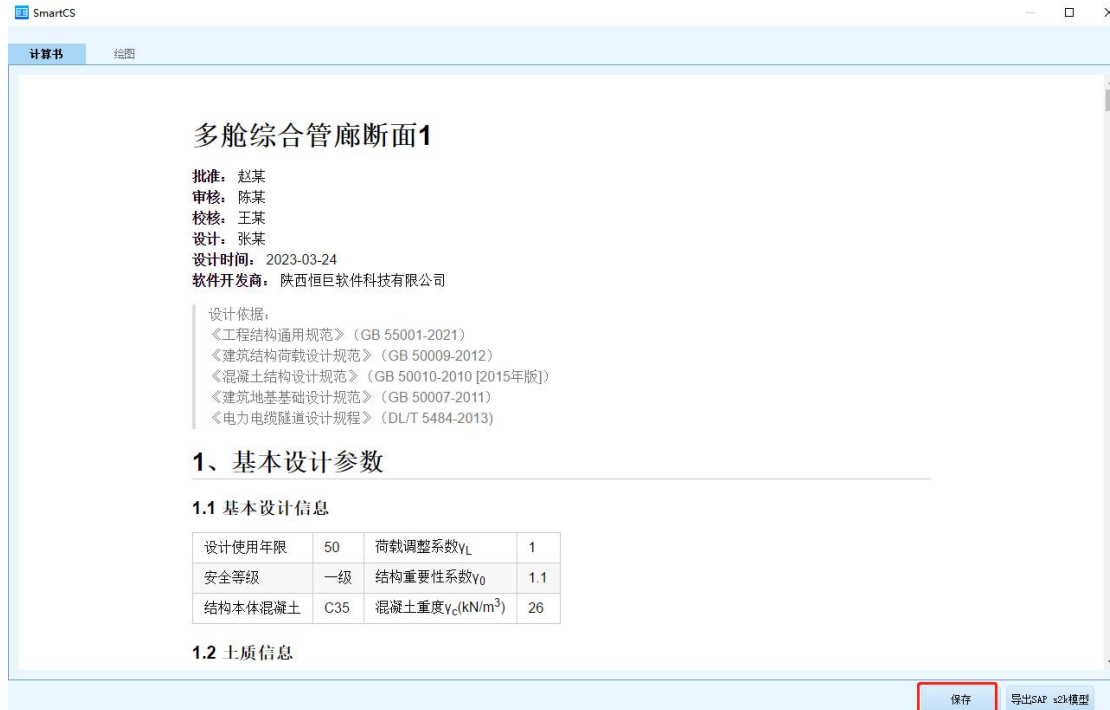 SmartCS
计算书 绘图
多舱综合管廊断面1
批准： 赵某
审核： 陈某
校核： 王某
设计： 张某
设计时间： 2023-03-24
软件开发商： 陕西恒巨软件科技有限公司
设计依据：
《工程结构通用规范》（GB 55001-2021）
《建筑结构荷载设计规范》（GB 50009-2012）
《混凝土结构设计规范》（GB 50010-2010 [2015年版]）
《建筑地基基础设计规范》（GB 50007-2011）
《电力电缆隧道设计规程》（DL/T 5484-2013)
1、基本设计参数
1.1 基本设计信息
设计使用年限 50 荷载调整系数γL 1
安全等级 一级 结构重要性系数γ0 1.1
结构本体混凝土 C35 混凝土重度γc(kN/m3) 26
1.2 土质信息
保存 导出SAP s2k模型